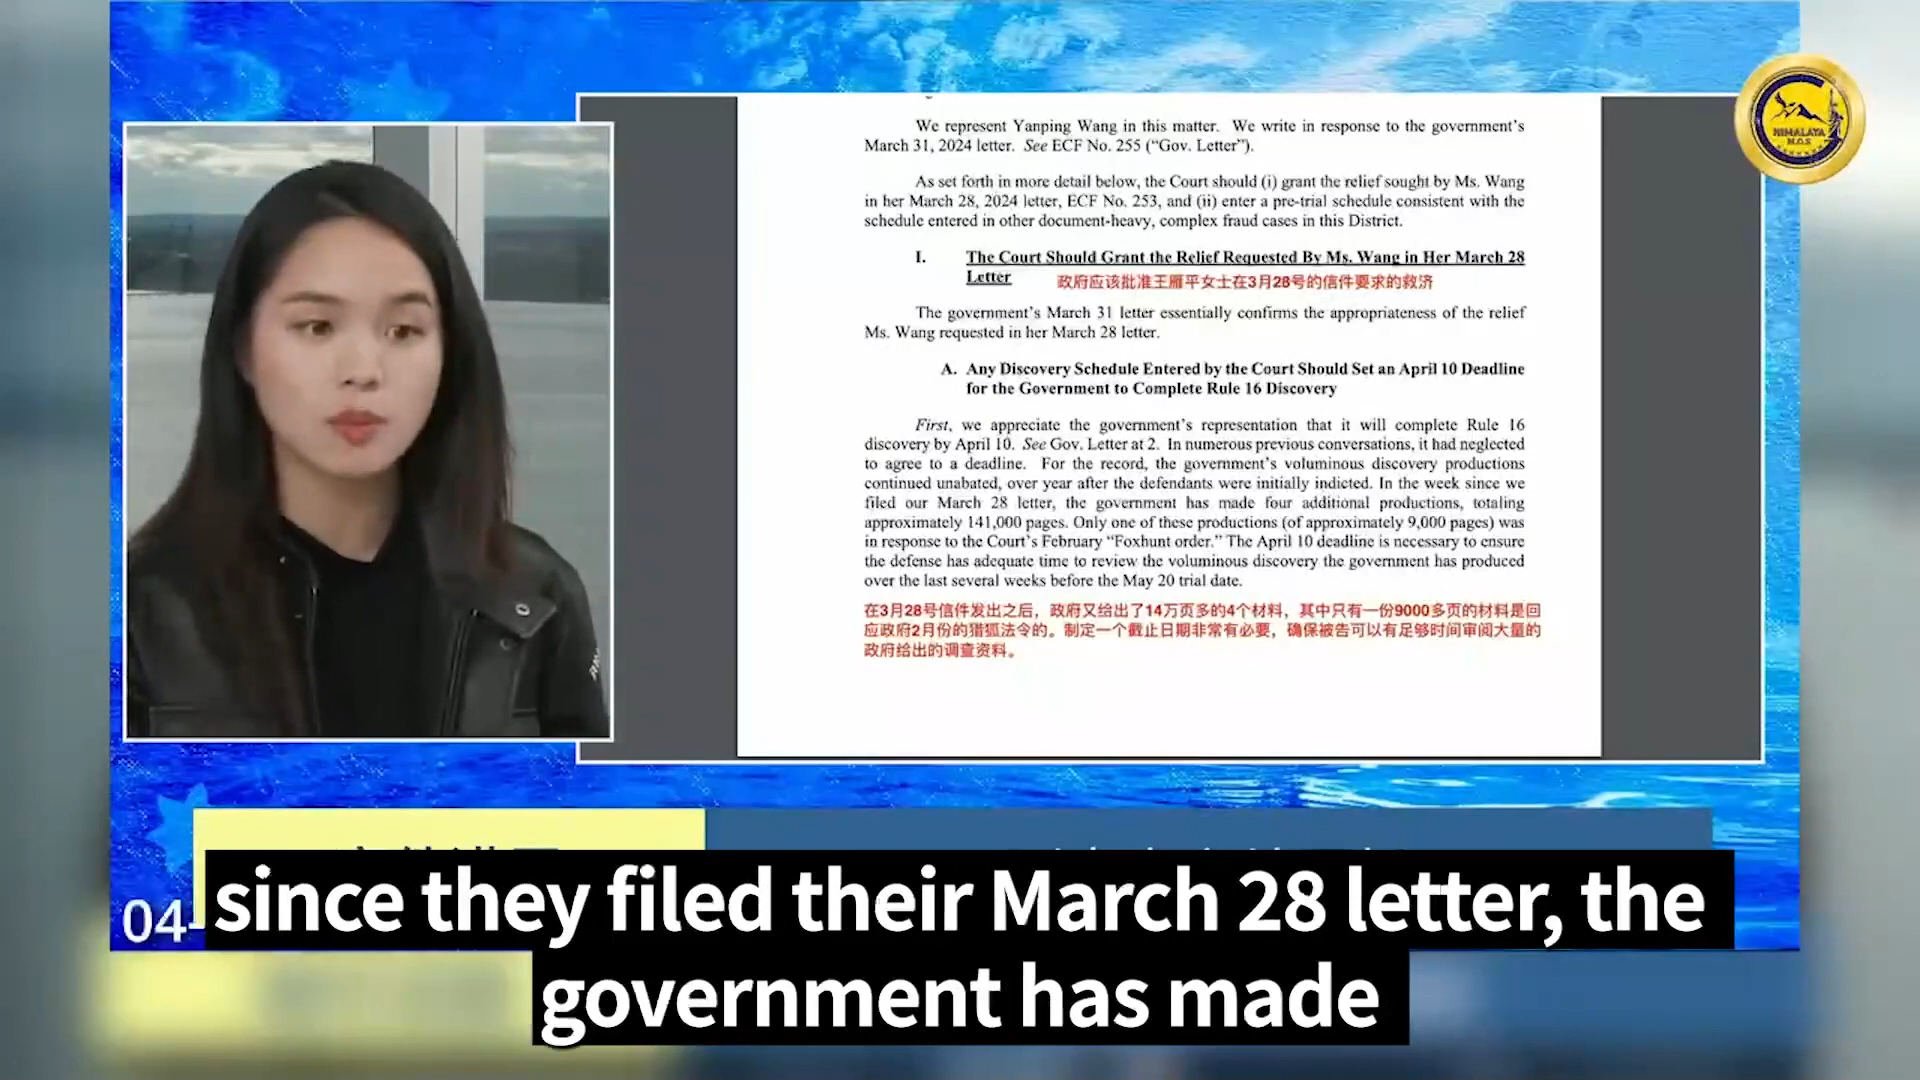 We represent Yanping Wang in this matter. We write in response to the government's
March 31, 2024 letter. See ECF No. 255 ("Gov. Letter").
As set forth in more detail below, the Court should (i) grant the relief sought by Ms. Wang
in her March 28, 2024 letter, ECF No. 253, and (ii) enter a pre-trial schedule consistent with the
schedule entered in other document-heavy, complex fraud cases in this District.
I. The Court Should Grant the Relief Requested By Ms. Wang in Her March 28
Letter
政府应该批准王雁平女士在3月28号的信件要求的救济
The government's March 31 letter essentially confirms the appropriateness of the relief
Ms. Wang requested in her March 28 letter.
A. Any Discovery Schedule Entered by the Court Should Set an April 10 Deadline
for the Government to Complete Rule 16 Discovery
First, we appreciate the government's representation that it will complete Rule 16
discovery by April 10. See Gov. Letter at 2. In numerous previous conversations, it had neglected
to agree to a deadline. For the record, the government's voluminous discovery productions
continued unabated, over year after the defendants were initially indicted. In the week since we
filed our March 28 letter, the government has made four additional productions, totaling
approximately 141,000 pages. Only one of these productions (of approximately 9,000 pages) was
in response to the Court's February "Foxhunt order." The April 10 deadline is necessary to ensure
the defense has adequate time to review the voluminous discovery the government has produced
over the last several weeks before the May 20 trial date.
在3月28号信件发出之后，政府又给出了14万页多的4个材料，其中只有一份9000多页的材料是回
应政府2月份的猎狐法令的。制定一个截止日期非常有必要，确保被告可以有足够时间审阅大量的
政府给出的调查资料。
HIMALAYA
04-
since they filed their March 28 letter, the
government has made